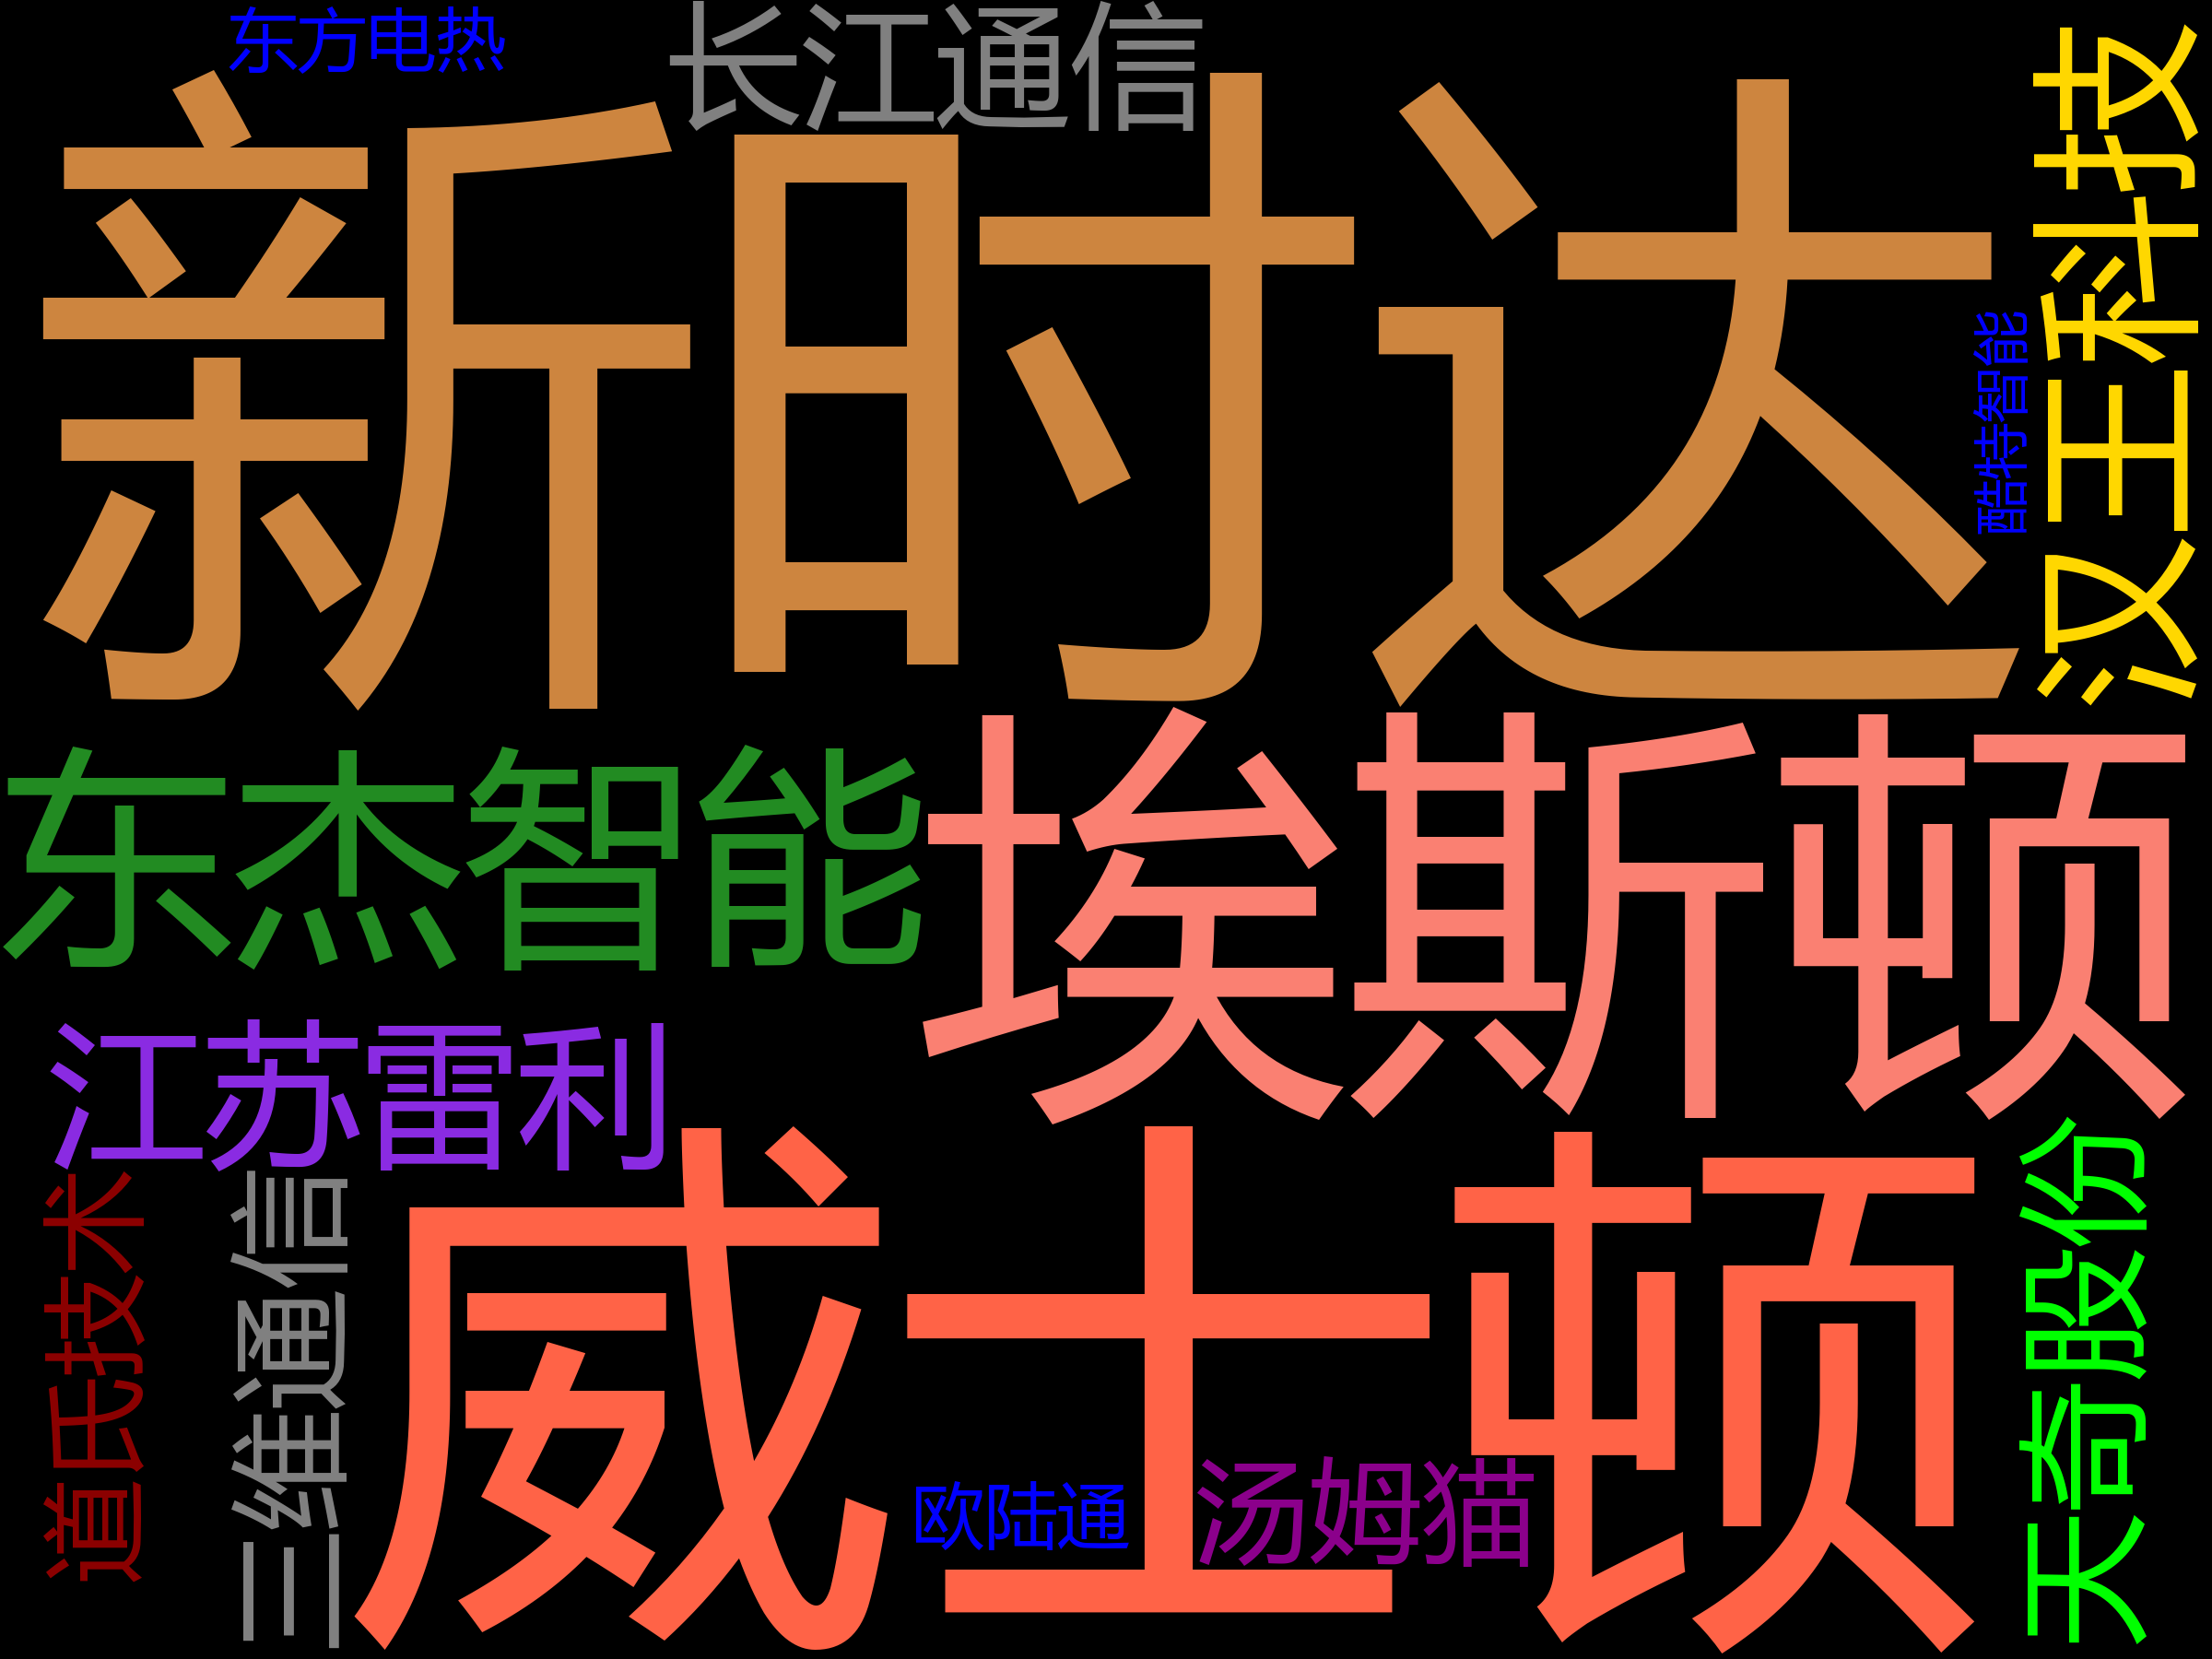 东方电热
长江通信
新时达
汉王科技
酷特智能
东杰智能
埃斯顿
江苏雷利
威士顿
道氏技术
三维通信
欧陆通
汤姆猫
天奇股份